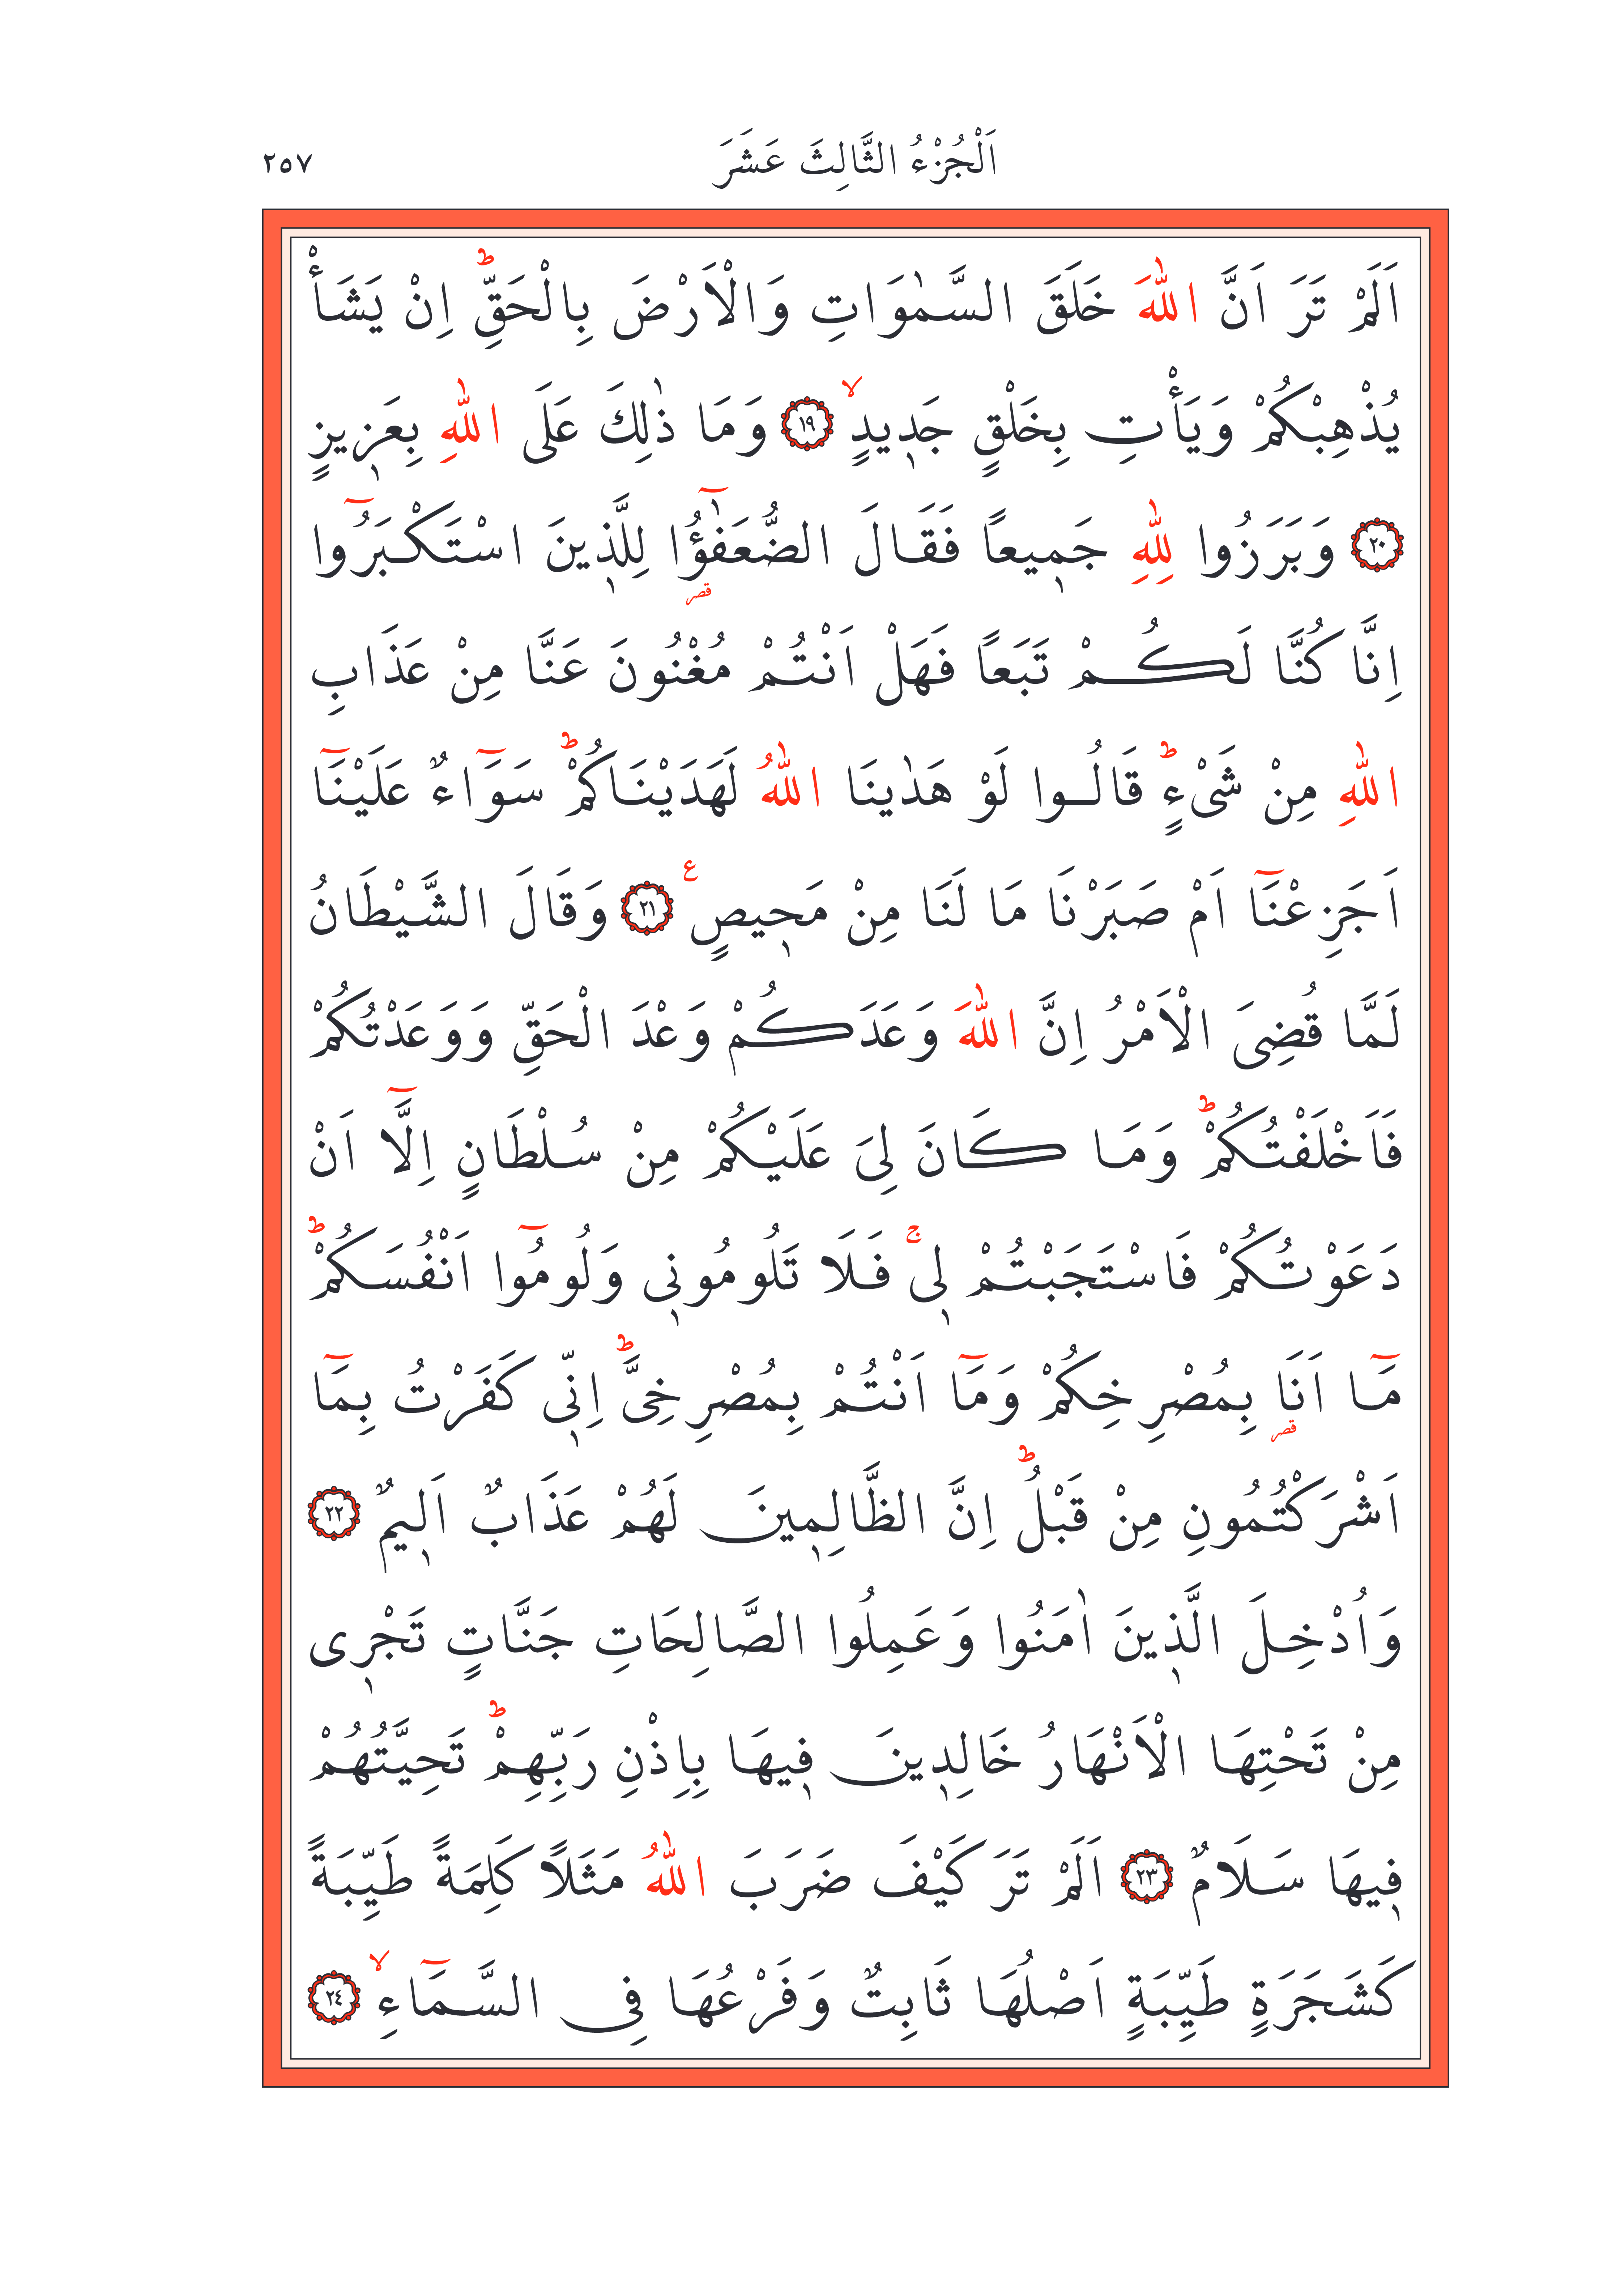 اَلْجُزْءُ الثَّالِثَ عَشَرَ ٢٥٧
اَلَمْ تَرَ اَنَّ اللّٰهَ خَلَقَ السَّمٰوَاتِ وَالْاَرْضَ بِالْحَقِّۜ اِنْ يَشَأْ
يُذْهِبْكُمْ وَيَأْتِ بِخَلْقٍ جَد۪يدٍۙ ١٩ وَمَا ذٰلِكَ عَلَى اللّٰهِ بِعَز۪يزٍ
٢٠ وَبَرَزُوا لِلّٰهِ جَم۪يعًا فَقَالَ الضُّعَفٰٓؤُ۬ا لِلَّذ۪ينَ اسْتَكْبَرُٓوا
قصر
اِنَّا كُنَّا لَكُمْ تَبَعًا فَهَلْ اَنْتُمْ مُغْنُونَ عَنَّا مِنْ عَذَابِ
اللّٰهِ مِنْ شَیْءٍۜ قَالُوا لَوْ هَدٰينَا اللّٰهُ لَهَدَيْنَاكُمْۜ سَوَٓاءٌ عَلَيْنَٓا
اَجَزِعْنَٓا اَمْ صَبَرْنَا مَا لَنَا مِنْ مَح۪يصٍ ع ٢١ وَقَالَ الشَّيْطَانُ
لَمَّا قُضِیَ الْاَمْرُ اِنَّ اللّٰهَ وَعَدَكُمْ وَعْدَ الْحَقِّ وَوَعَدْتُكُمْ
فَاَخْلَفْتُكُمْۜ وَمَا كَانَ لِیَ عَلَيْكُمْ مِنْ سُلْطَانٍ اِلَّٓا اَنْ
دَعَوْتُكُمْ فَاسْتَجَبْتُمْ ل۪یۚ فَلَا تَلُومُون۪ی وَلُومُٓوا اَنْفُسَكُمْۜ
مَٓا اَنَا بِمُصْرِخِكُمْ وَمَٓا اَنْتُمْ بِمُصْرِخِیَّۜ اِنّ۪ی كَفَرْتُ بِمَٓا
قصر
اَشْرَكْتُمُونِ مِنْ قَبْلُۜ اِنَّ الظَّالِم۪ينَ لَهُمْ عَذَابٌ اَل۪يمٌ ٢٢
وَاُدْخِلَ الَّذ۪ينَ اٰمَنُوا وَعَمِلُوا الصَّالِحَاتِ جَنَّاتٍ تَجْر۪ی
مِنْ تَحْتِهَا الْاَنْهَارُ خَالِد۪ينَ ف۪يهَا بِاِذْنِ رَبِّهِمْۜ تَحِيَّتُهُمْ
ف۪يهَا سَلَامٌ ٢٣ اَلَمْ تَرَ كَيْفَ ضَرَبَ اللّٰهُ مَثَلًا كَلِمَةً طَيِّبَةً
كَشَجَرَةٍ طَيِّبَةٍ اَصْلُهَا ثَابِتٌ وَفَرْعُهَا فِی السَّمَٓاءِۙ ٢٤